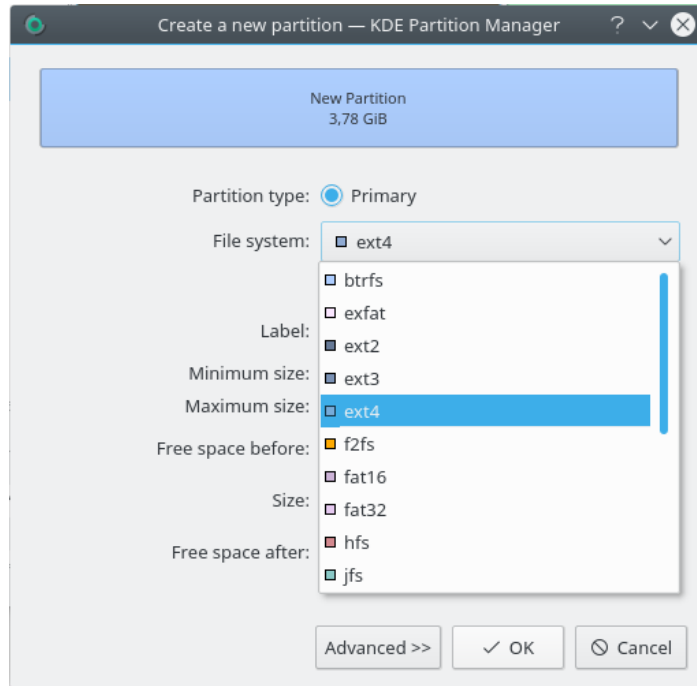 Create a new partition — KDE Partition Manager
New Partition
3,78 GiB
Partition type: Primary
File system: ext4
btrfs
exfat
Label:
ext2
Minimum size:
ext3
Maximum size:
ext4
Free space before:
f2fs
fat16
Size:
fat32
Free space after:
hfs
jfs
Advanced >>
OK
Cancel